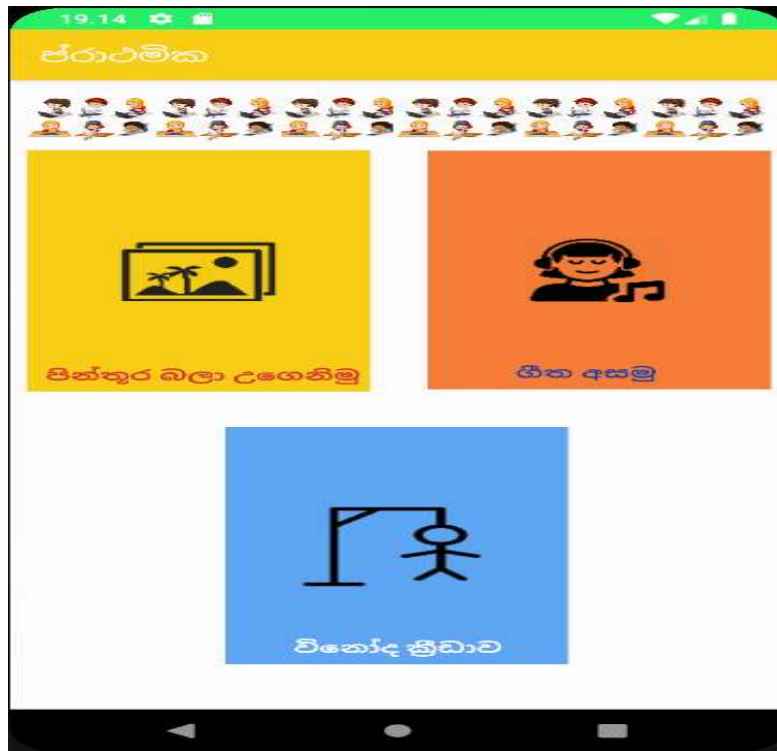 19.14
ප්රාථමික
පින්තූර බලා උගෙනිමු
ගීත අසමු
විනෝද ක්‍රීඩාව